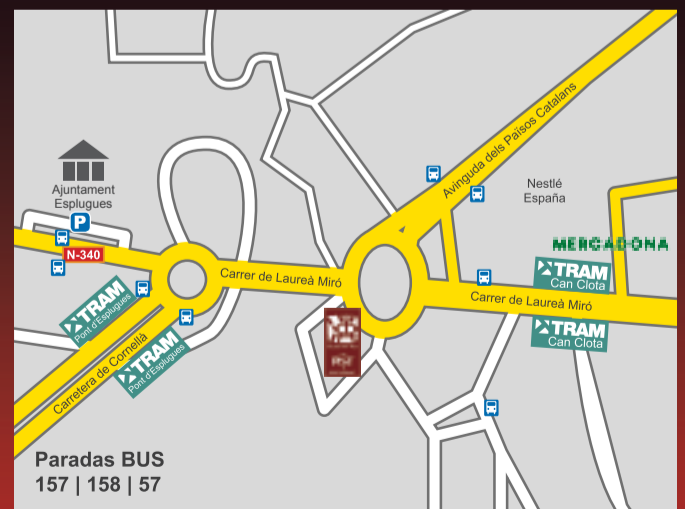 Avinguda dels Països Catalans
Ajuntament
Esplugues
Nestlé
España
P
MERCADONA
N-340
Carrer de Laureà Miró
TRAM
Can Clota
Carrer de Laureà Miró
TRAM
Pont d'Esplugues
TRAM
Can Clota
Carretera de Cornellà
TRAM
Pont d'Esplugues
Paradas BUS
157 | 158 | 57